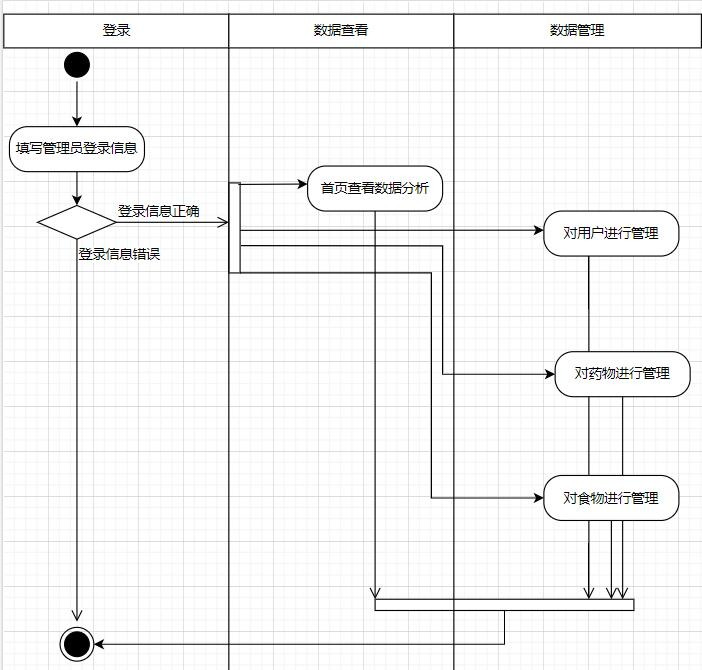 登录
数据查看
数据管理
填写管理员登录信息
登录信息正确
首页查看数据分析
对用户进行管理
登录信息错误
对药物进行管理
对食物进行管理